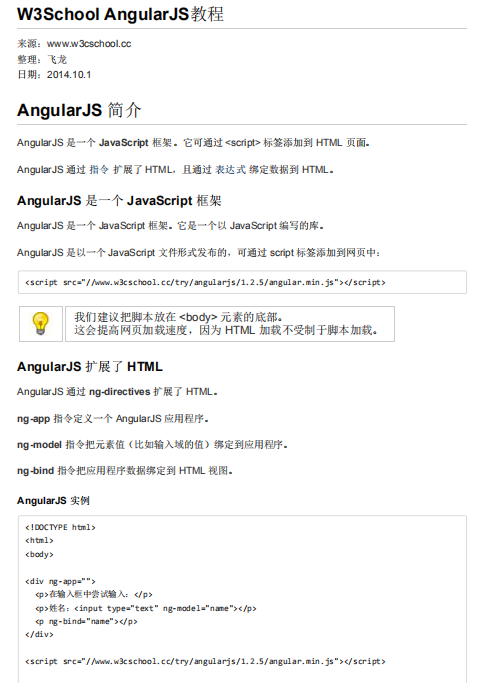 W3School AngularJS教程
来源：www.w3cschool.cc
整理：飞龙
日期：2014.10.1
AngularJS 简介
AngularJS 是一个 JavaScript 框架。它可通过 <script> 标签添加到 HTML 页面。
AngularJS 通过 指令 扩展了 HTML，且通过 表达式 绑定数据到 HTML。
AngularJS 是一个 JavaScript 框架
AngularJS 是一个 JavaScript 框架。它是一个以 JavaScript 编写的库。
AngularJS 是以一个 JavaScript 文件形式发布的，可通过 script 标签添加到网页中：
<script src="//www.w3cschool.cc/try/angularjs/1.2.5/angular.min.js"></script>
我们建议把脚本放在 <body> 元素的底部。
这会提高网页加载速度，因为 HTML 加载不受制于脚本加载。
AngularJS 扩展了 HTML
AngularJS 通过 ng-directives 扩展了 HTML。
ng-app 指令定义一个 AngularJS 应用程序。
ng-model 指令把元素值（比如输入域的值）绑定到应用程序。
ng-bind 指令把应用程序数据绑定到 HTML 视图。
AngularJS 实例
<!DOCTYPE html>
<html>
<body>
<div ng-app="">
<p>在输入框中尝试输入：</p>
<p>姓名：<input type="text" ng-model="name"></p>
<p ng-bind="name"></p>
</div>
<script src="//www.w3cschool.cc/try/angularjs/1.2.5/angular.min.js"></script>